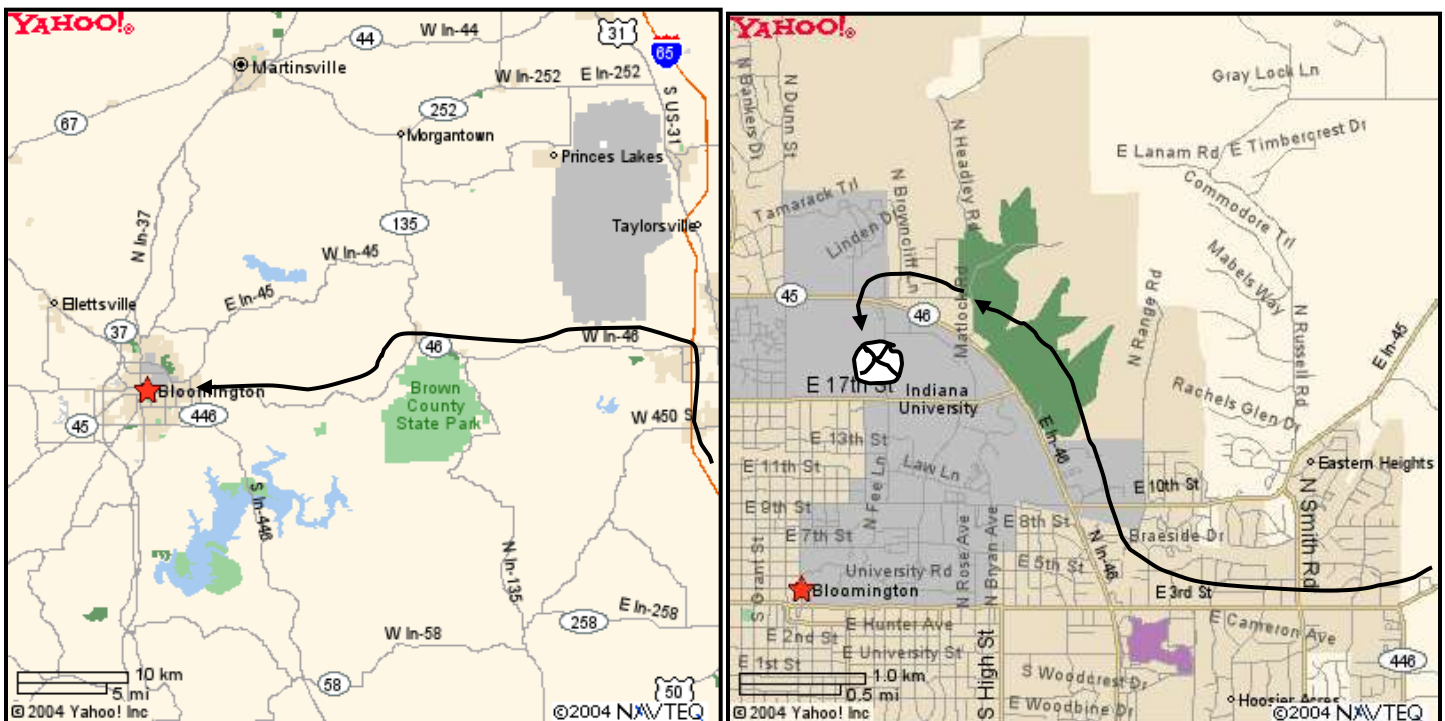 YAHOO!®
W In-44
44
31
65
Martinsville
W In-252
E In-252
252
S US-31
67
Morgantown
Princes Lakes
N In-37
135
Taylorsville
W In-45
Ellettsville
E In-45
37
46
W In-46
Bloomington
Brown
County
State Park
446
45
W 450 S
S In-446
N In-135
E In-258
258
W In-58
58
10 km
5 mi
50
© 2004 Yahoo! Inc
©2004 NAVTEQ
YAHOO!®
Gray Lock Ln
N Bankers Dr
N Dunn St
N Headley Rd
E Lanam Rd
E Timbercrest Dr
Commodore Trl
Tamarack Trl
Linden Dr
N Browncliff Ln
Mabels Way
45
46
Matlock Rd
N Range Rd
N Russell Rd
E In-45
E 17th St
Indiana
University
Rachels Glen Dr
E In-46
E 13th St
E 11th St
Law Ln
Eastern Heights
E 10th St
N Fee Ln
E 9th St
E 7th St
E 8th St
Braeside Dr
N Smith Rd
S Grant St
N Rose Ave
N Bryan Ave
E 5th St
N In-46
University Rd
Bloomington
E 3rd St
E Hunter Ave
E 2nd St
E University St
E 1st St
S High St
E Cameron Ave
446
S Woodcrest Dr
E Woodbine Dr
Hoosier Acres
1.0 km
0.5 mi
© 2004 Yahoo! Inc
©2004 NAVTEQ